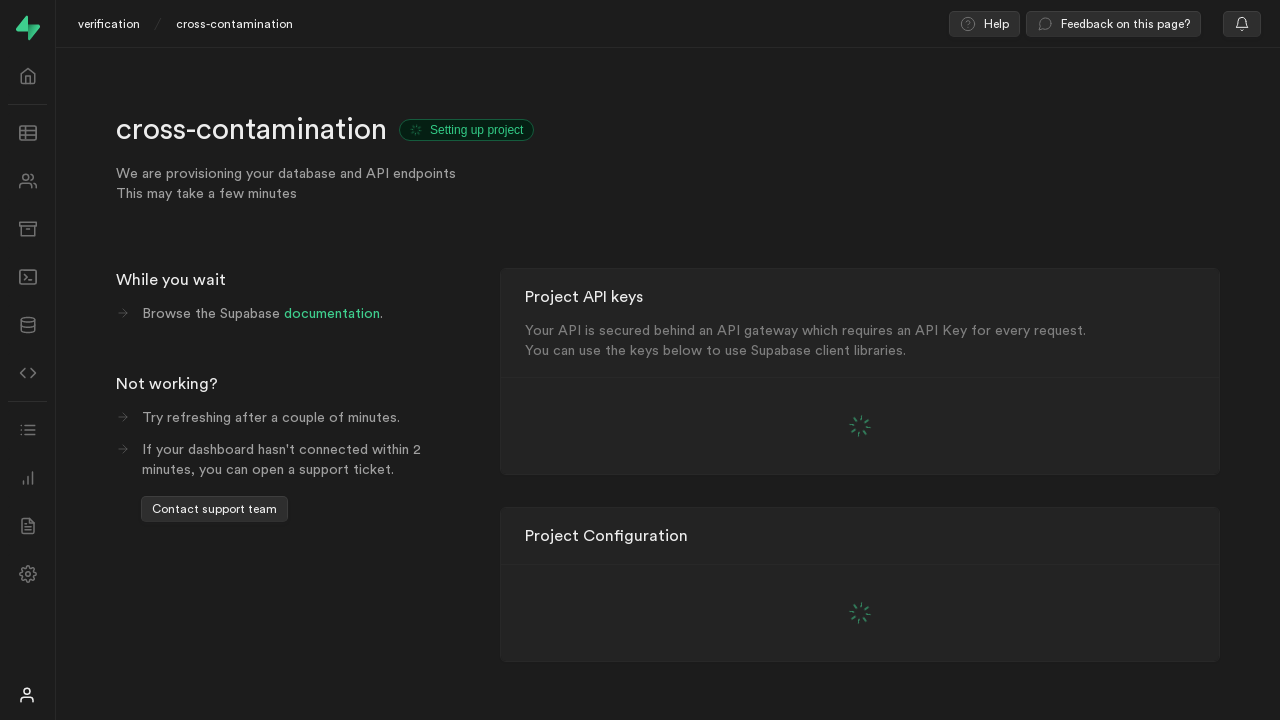 verification / cross-contamination
Help
Feedback on this page?
cross-contamination
Setting up project
We are provisioning your database and API endpoints
This may take a few minutes
While you wait
Browse the Supabase documentation.
Not working?
Try refreshing after a couple of minutes.
If your dashboard hasn't connected within 2
minutes, you can open a support ticket.
Contact support team
Project API keys
Your API is secured behind an API gateway which requires an API Key for every request.
You can use the keys below to use Supabase client libraries.
Project Configuration